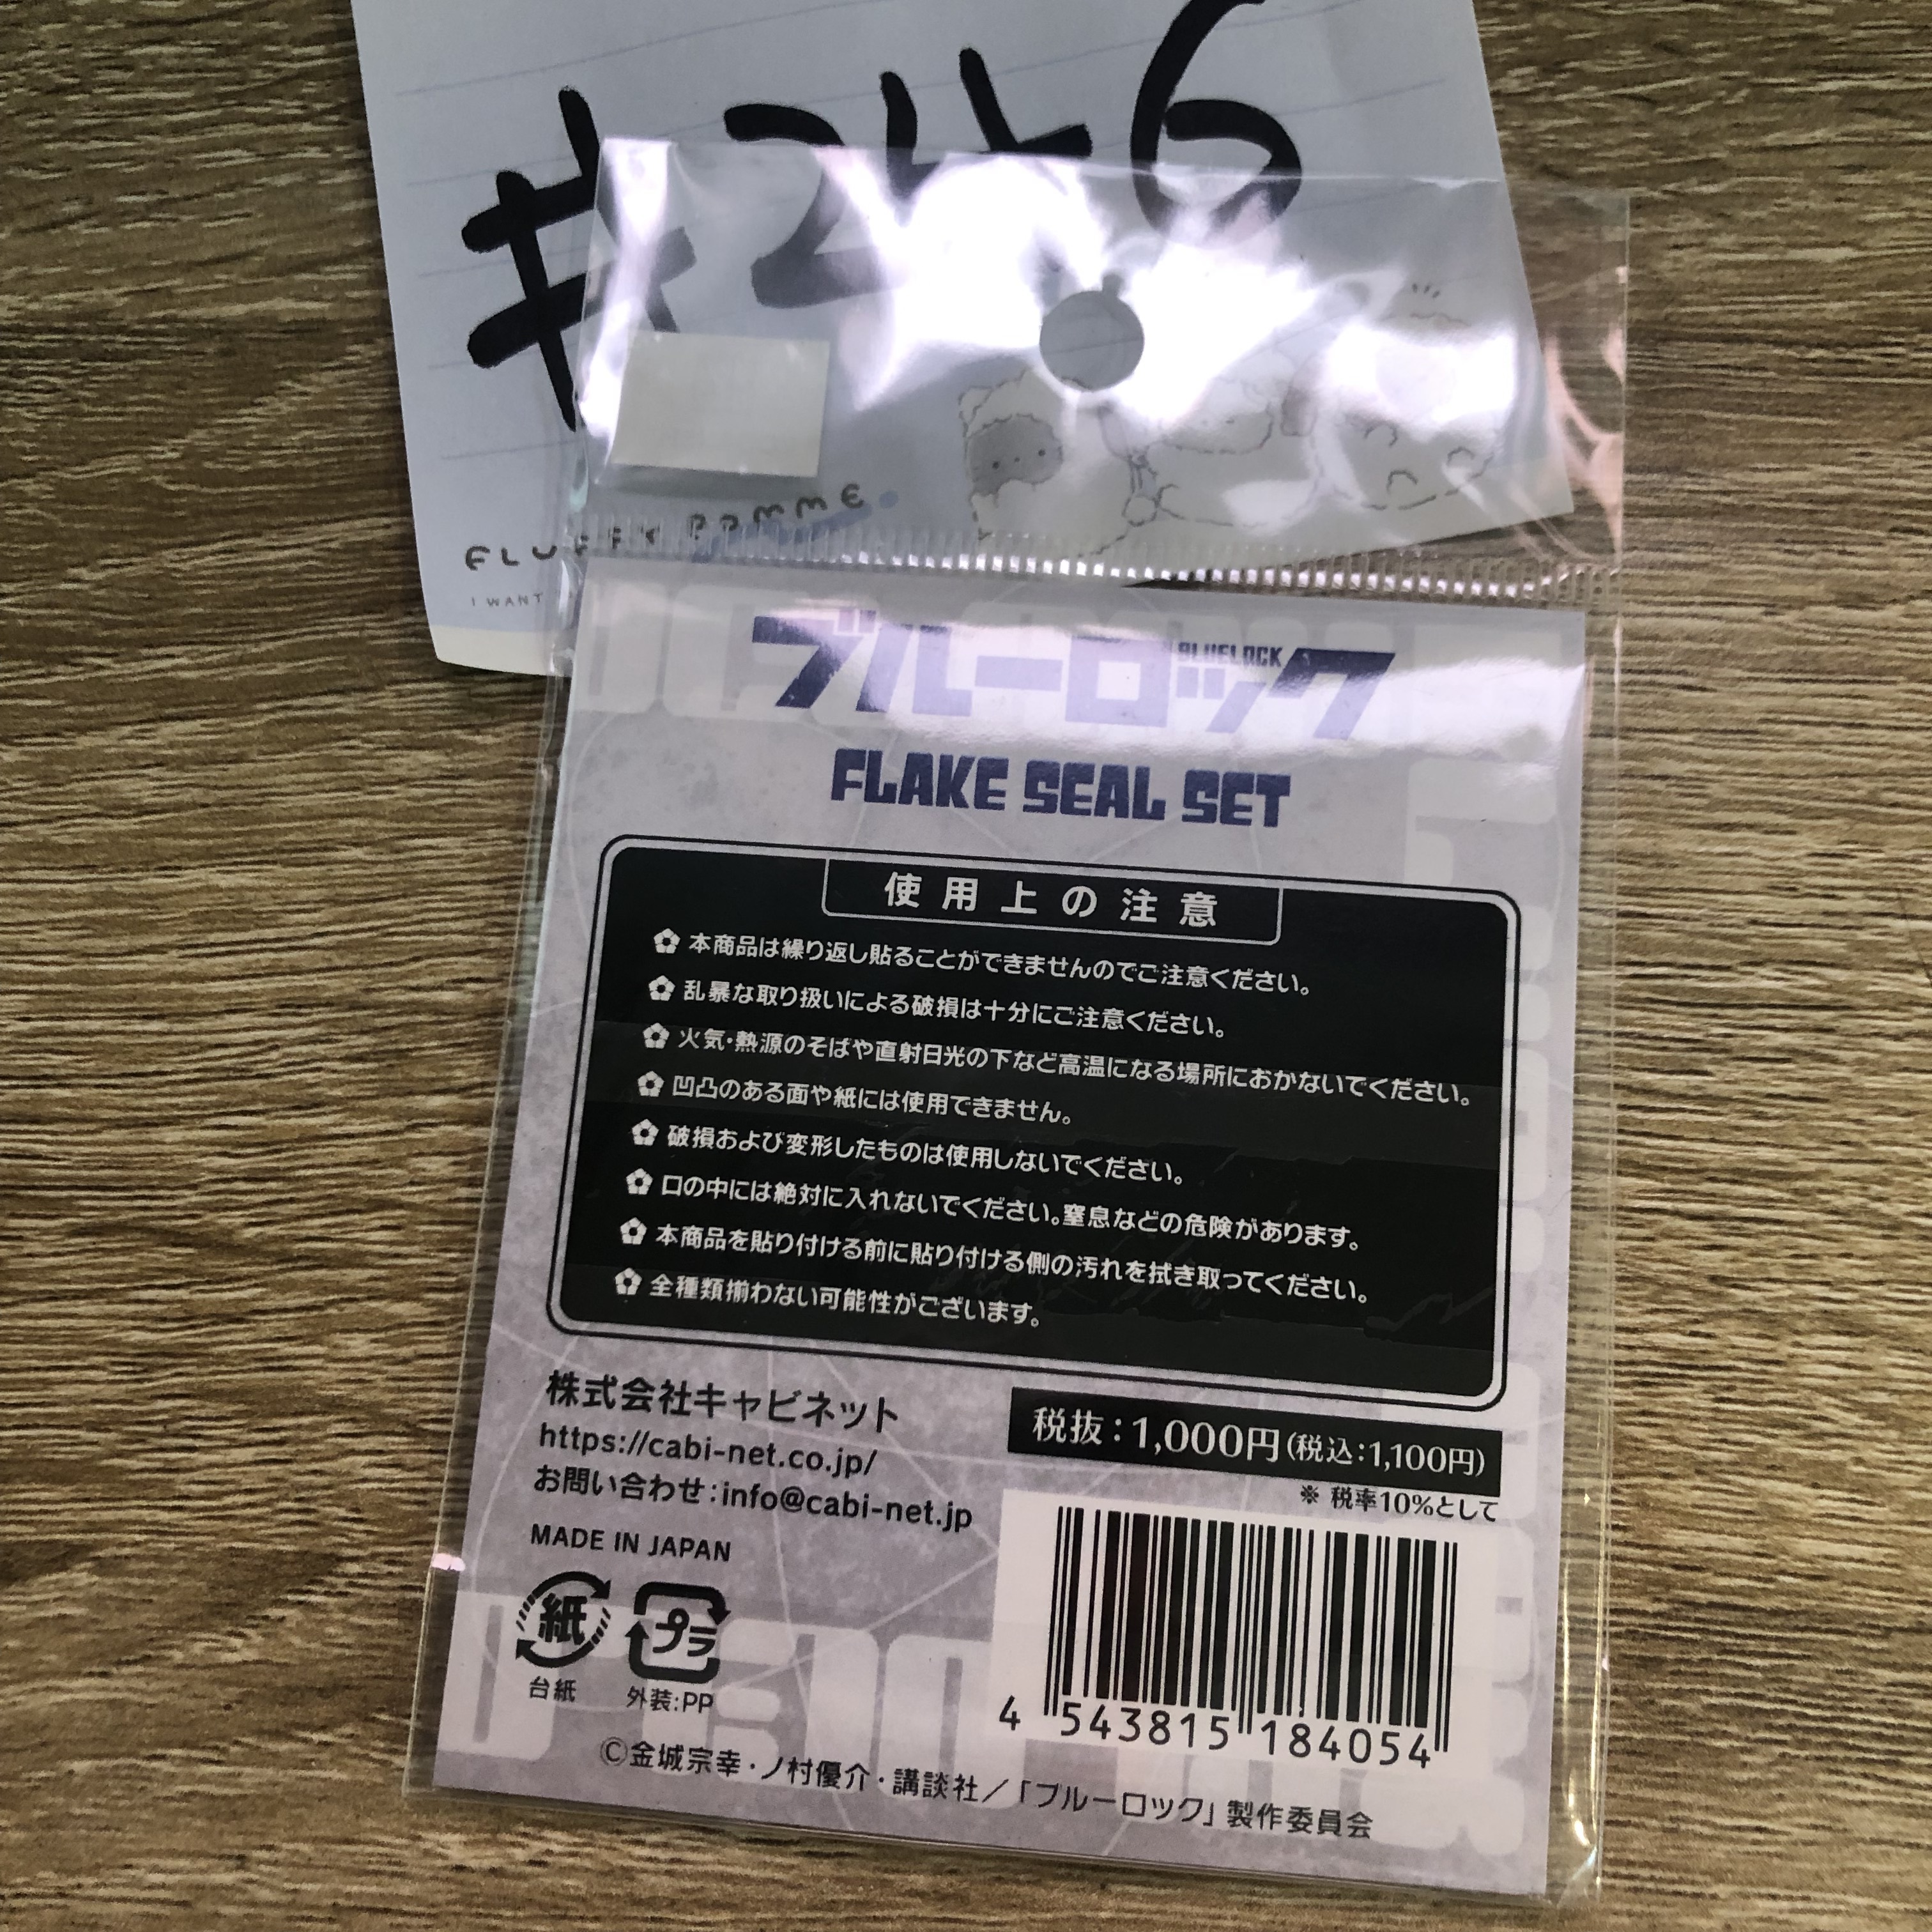 #246
FLUFFY POMME
I WANT
ブルーロック
BLUELOCK
FLAKE SEAL SET
使用上の注意
✿ 本商品は繰り返し貼ることができませんのでご注意ください。
✿ 乱暴な取り扱いによる破損は十分にご注意ください。
✿ 火気・熱源のそばや直射日光の下など高温になる場所におかないでください。
✿ 凹凸のある面や紙には使用できません。
✿ 破損および変形したものは使用しないでください。
✿ 口の中には絶対に入れないでください。窒息などの危険があります。
✿ 本商品を貼り付ける前に貼り付ける側の汚れを拭き取ってください。
✿ 全種類揃わない可能性がございます。
株式会社キャビネット
https://cabi-net.co.jp/
お問い合わせ:info@cabi-net.jp
MADE IN JAPAN
税抜:1,000円(税込:1,100円)
※ 税率10%として
紙
プラ
台紙
外装:PP
4 543815 184054
©金城宗幸・ノ村優介・講談社/「ブルーロック」製作委員会